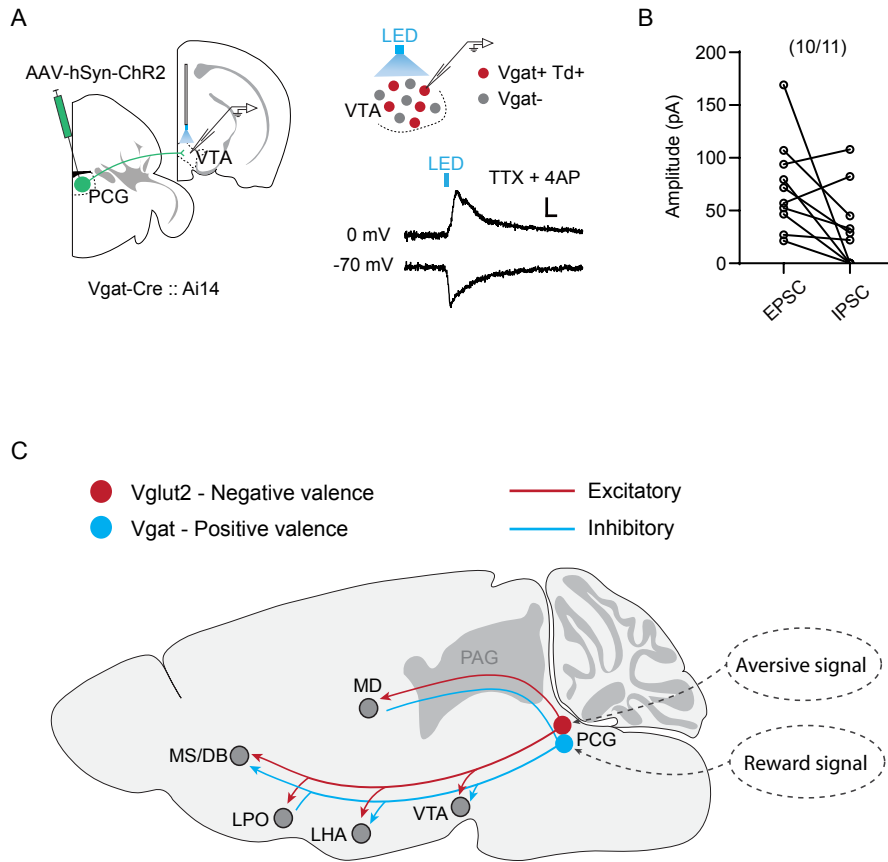 A
AAV-hSyn-ChR2
PCG
VTA
Vgat-Cre :: Ai14
LED
VTA
Vgat+ Td+
Vgat-
LED
TTX + 4AP
0 mV
-70 mV
B
(10/11)
Amplitude (pA)
200
150
100
50
0
EPSC
IPSC
C
Vglut2 - Negative valence
Excitatory
Vgat - Positive valence
Inhibitory
PAG
MD
MS/DB
LPO
LHA
VTA
PCG
Aversive signal
Reward signal